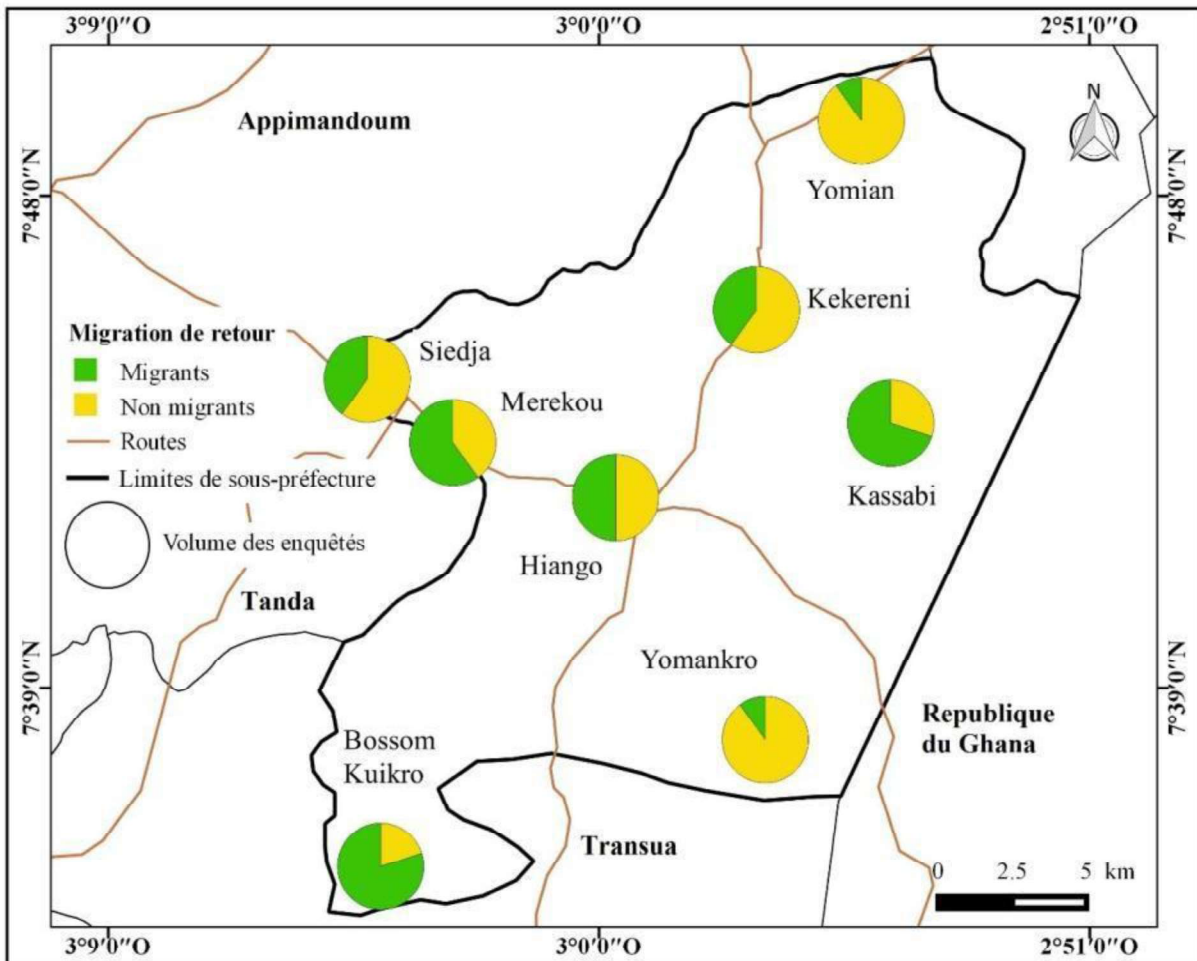 3°9'0"O
3°0'0"O
2°51'0"O
Appimandoum
N
7°48'0"N
7°48'0"N
Yomian
Kekereni
Migration de retour
Migrants
Non migrants
Routes
Limites de sous-préfecture
Volume des enquêtés
Siedja
Merekou
Kassabi
Hiango
Tanda
Yomankro
7°39'0"N
7°39'0"N
Republique
du Ghana
Bossom
Kuikro
Transua
0 2.5 5 km
3°9'0"O
3°0'0"O
2°51'0"O